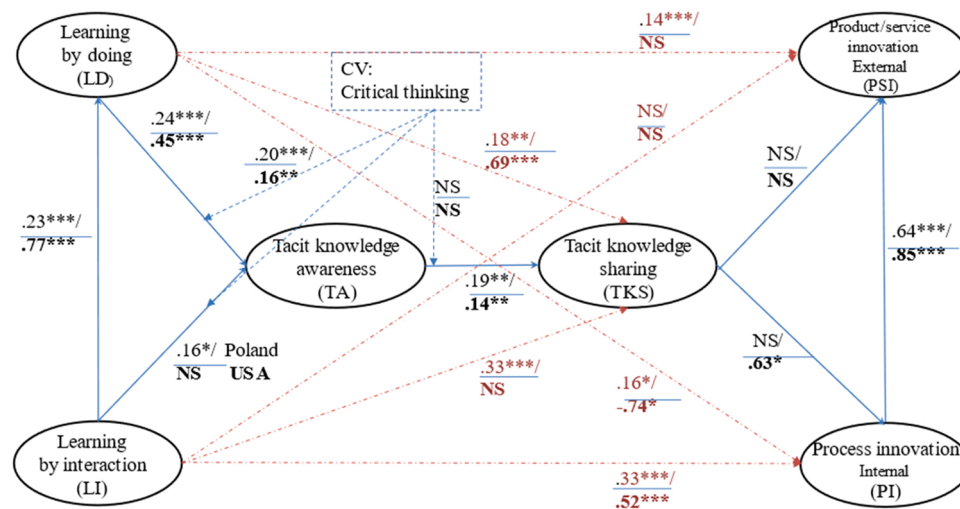 Learning
by doing
(LD)
.14***/
NS
Product/service
innovation
External
(PSI)
CV:
Critical thinking
.24***/
.45***
.20***/
.16**
.18**/
.69***
NS/
NS
NS
NS
NS/
NS
.23***/
.77***
Tacit knowledge
awareness
(TA)
Tacit knowledge
sharing
(TKS)
.64***/
.85***
.19**/
.14**
.16*/ Poland
NS USA
.33***/
NS
.16*/
-.74*
NS/
.63*
Learning
by interaction
(LI)
.33***/
.52***
Process innovation
Internal
(PI)